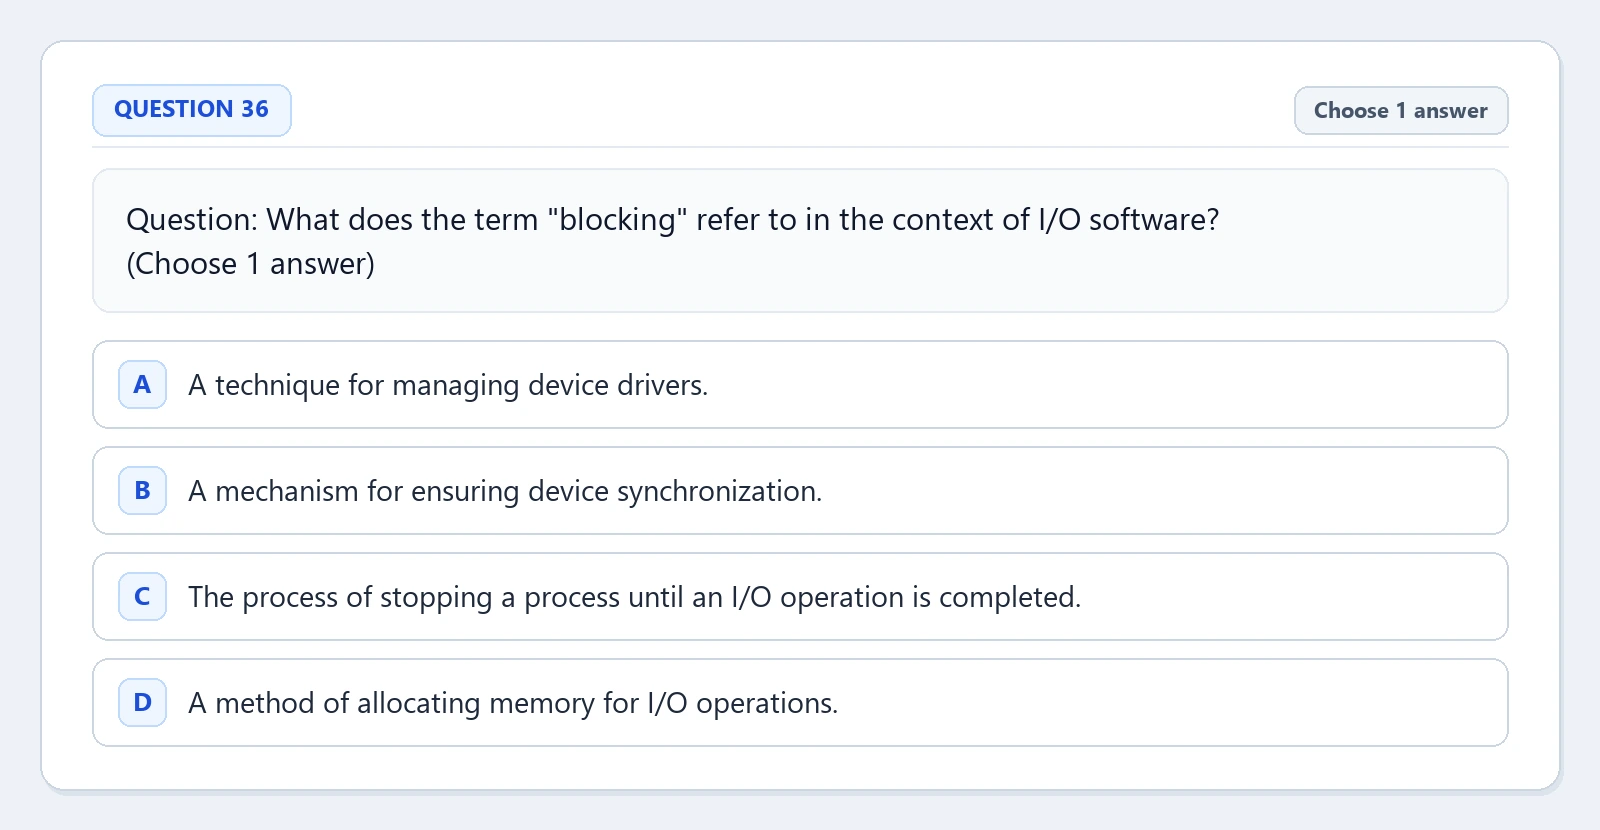 QUESTION 36
Choose 1 answer
Question: What does the term "blocking" refer to in the context of I/O software?
(Choose 1 answer)
A A technique for managing device drivers.
B A mechanism for ensuring device synchronization.
C The process of stopping a process until an I/O operation is completed.
D A method of allocating memory for I/O operations.